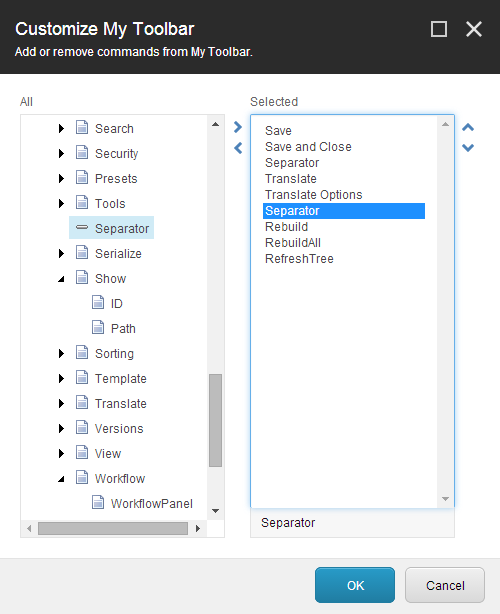 Customize My Toolbar
Add or remove commands from My Toolbar.
All
Search
Security
Presets
Tools
Separator
Serialize
Show
ID
Path
Sorting
Template
Translate
Versions
View
Workflow
WorkflowPanel
Selected
Save
Save and Close
Separator
Translate
Translate Options
Separator
Rebuild
RebuildAll
RefreshTree
Separator
OK
Cancel